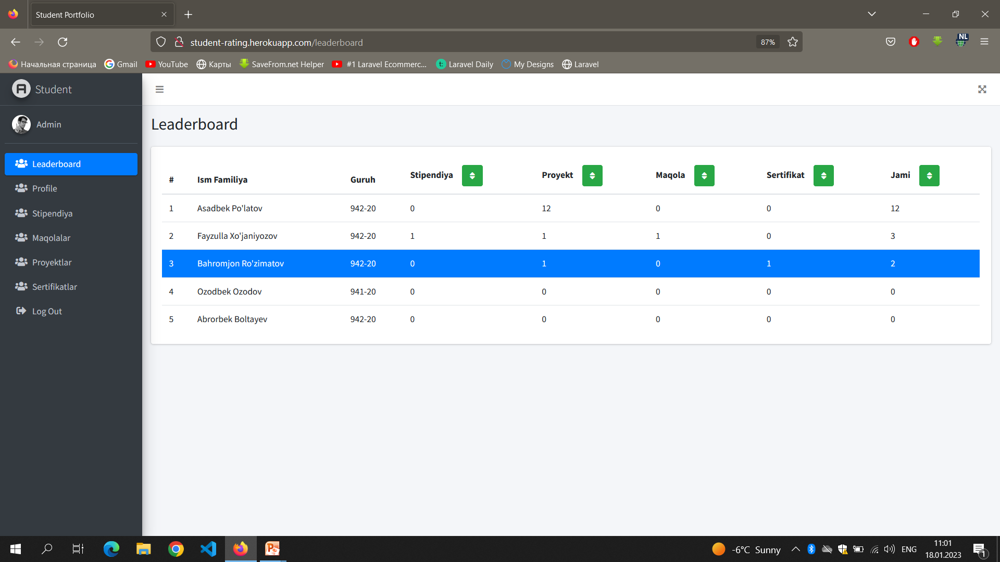 Student Portfolio
student-rating.herokuapp.com/leaderboard
87%
NL
Начальная страница Gmail YouTube Карты SaveFrom.net Helper #1 Laravel Ecommerc... Laravel Daily My Designs Laravel
Student
Admin
Leaderboard
Profile
Stipendiya
Maqolalar
Proyektlar
Sertifikatlar
Log Out
Leaderboard
# Ism Familiya Guruh Stipendiya Proyekt Maqola Sertifikat Jami
1 Asadbek Po'latov 942-20 0 12 0 0 12
2 Fayzulla Xo'janiyozov 942-20 1 1 1 0 3
3 Bahromjon Ro'zimatov 942-20 0 1 0 1 2
4 Ozodbek Ozodov 941-20 0 0 0 0 0
5 Abrorbek Boltayev 942-20 0 0 0 0 0
-6°C Sunny
ENG
11:01
18.01.2023
1